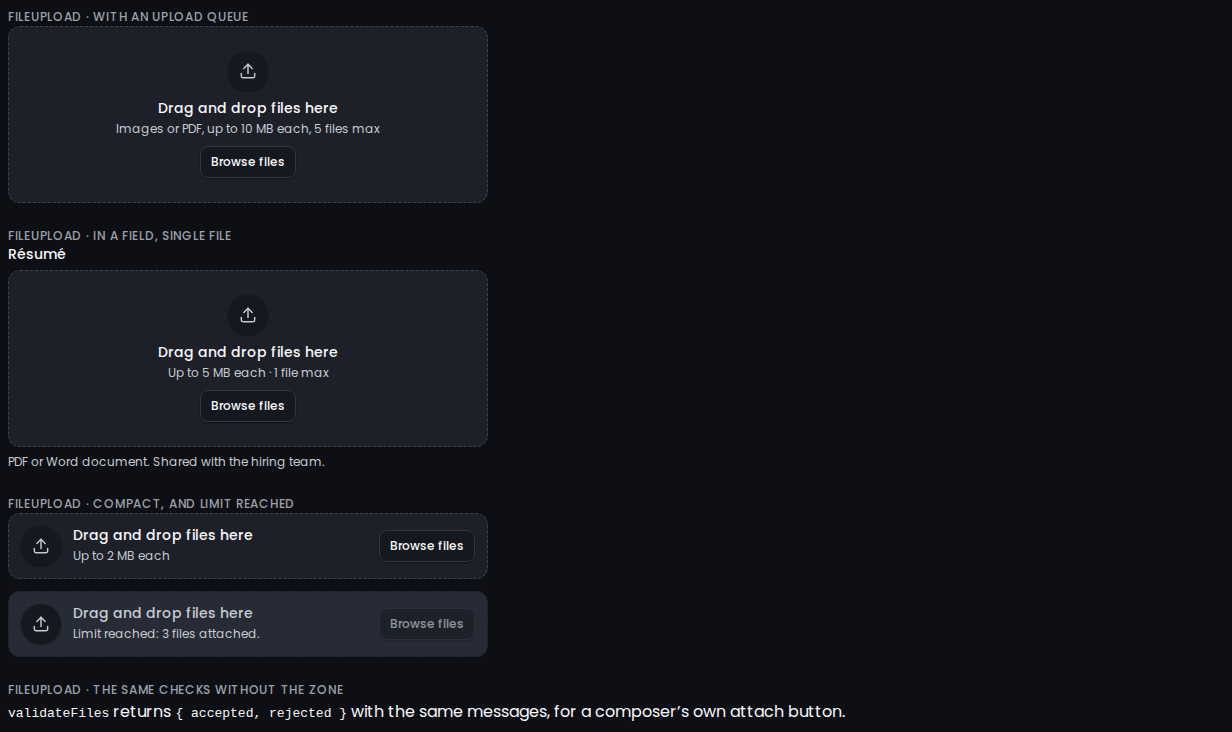 FILEUPLOAD · WITH AN UPLOAD QUEUE
Drag and drop files here
Images or PDF, up to 10 MB each, 5 files max
Browse files
FILEUPLOAD · IN A FIELD, SINGLE FILE
Résumé
Drag and drop files here
Up to 5 MB each · 1 file max
Browse files
PDF or Word document. Shared with the hiring team.
FILEUPLOAD · COMPACT, AND LIMIT REACHED
Drag and drop files here
Up to 2 MB each
Browse files
Drag and drop files here
Limit reached: 3 files attached.
Browse files
FILEUPLOAD · THE SAME CHECKS WITHOUT THE ZONE
validateFiles returns { accepted, rejected } with the same messages, for a composer’s own attach button.